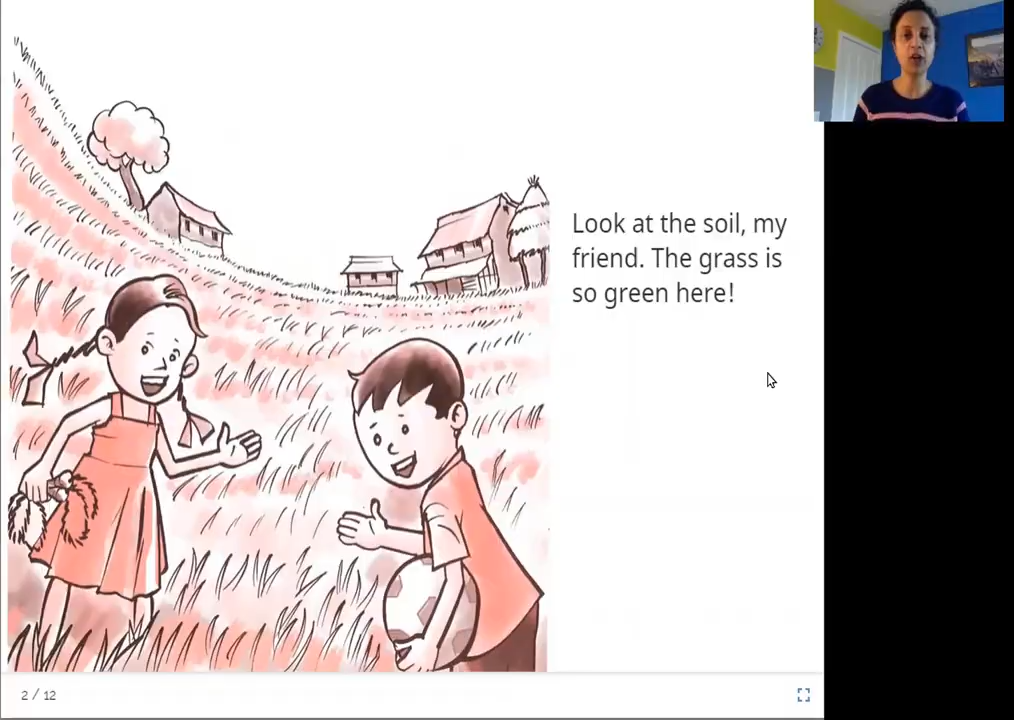 Look at the soil, my
friend. The grass is
so green here!
2 / 12